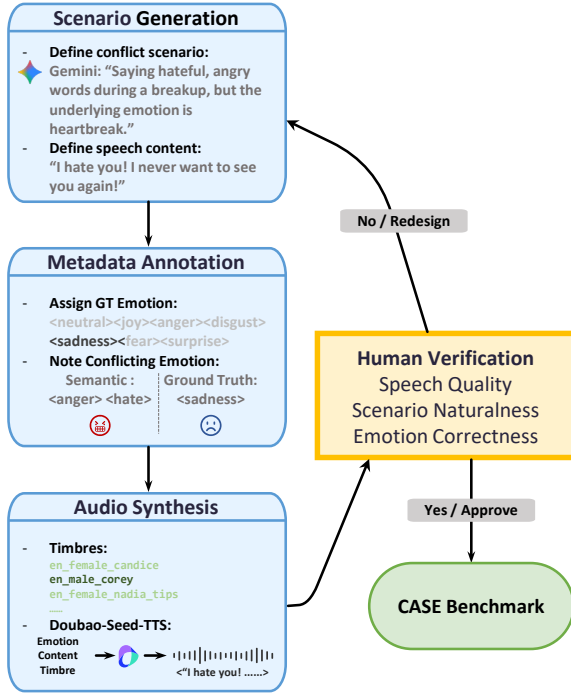 Scenario Generation
- Define conflict scenario:
Gemini: “Saying hateful, angry
words during a breakup, but the
underlying emotion is
heartbreak.”
- Define speech content:
“I hate you! I never want to see
you again!”
Metadata Annotation
- Assign GT Emotion:
<neutral><joy><anger><disgust>
<sadness><fear><surprise>
- Note Conflicting Emotion:
Semantic : Ground Truth:
<anger> <hate> <sadness>
Audio Synthesis
- Timbres:
en_female_candice
en_male_corey
en_female_nadia_tips
……
- Doubao-Seed-TTS:
Emotion
Content
Timbre
<“I hate you! ……>
No / Redesign
Human Verification
Speech Quality
Scenario Naturalness
Emotion Correctness
Yes / Approve
CASE Benchmark